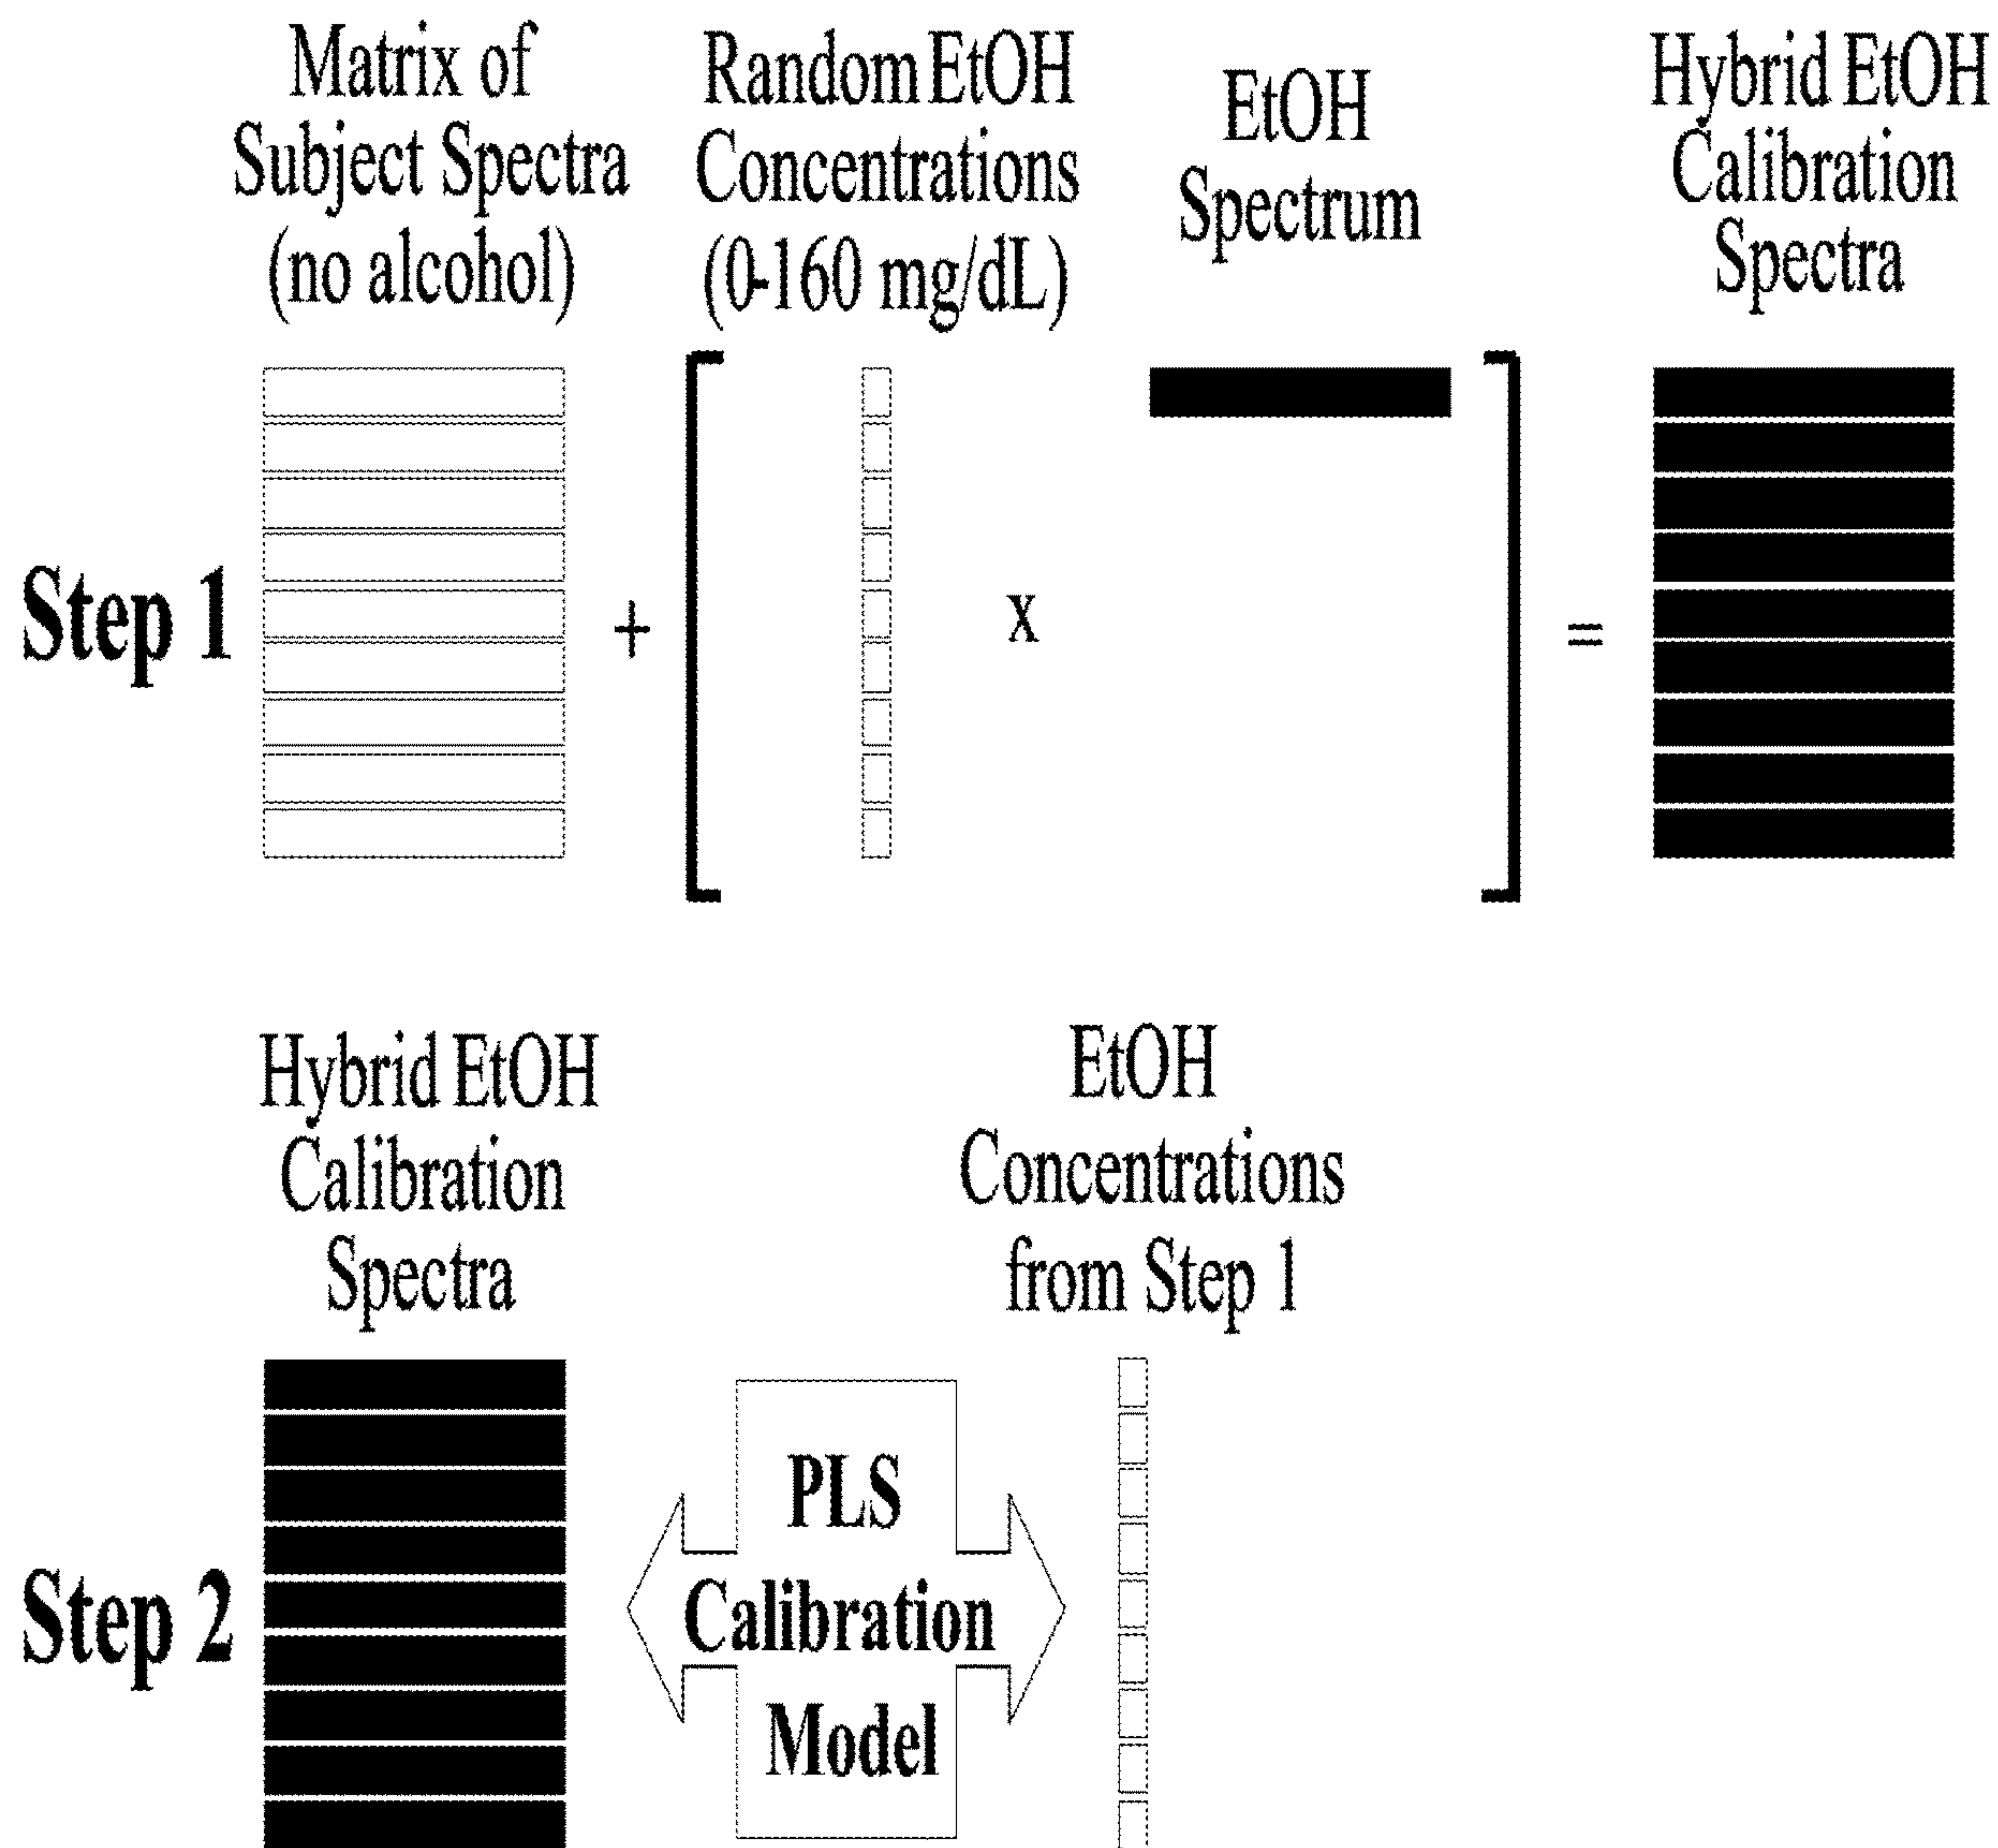 Matrix of
Subject Spectra
(no alcohol)
Random EtOH
Concentrations
(0-160 mg/dL)
EtOH
Spectrum
Hybrid EtOH
Calibration
Spectra
Step 1
+
x
=
Hybrid EtOH
Calibration
Spectra
EtOH
Concentrations
from Step 1
Step 2
PLS
Calibration
Model